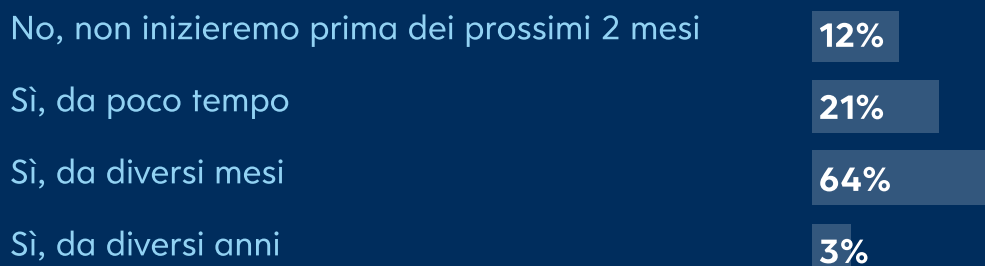 No, non inizieremo prima dei prossimi 2 mesi 12%
Sì, da poco tempo 21%
Sì, da diversi mesi 64%
Sì, da diversi anni 3%